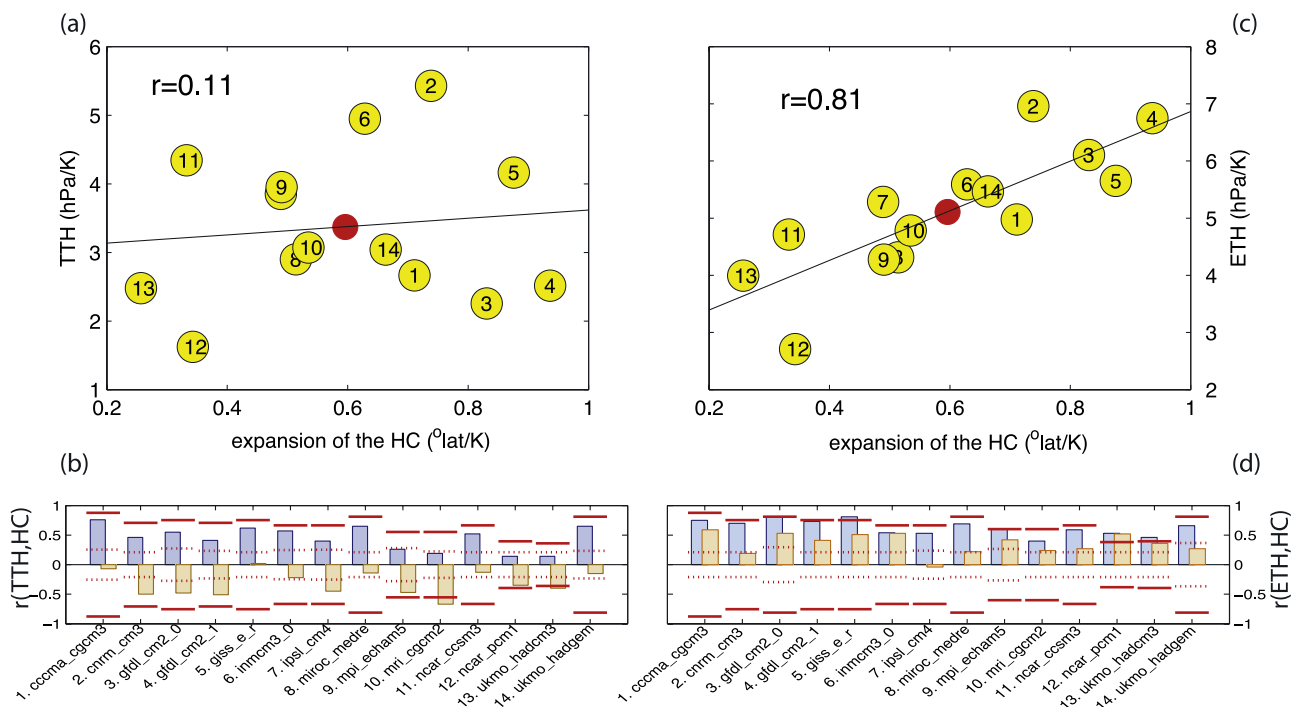 (a)
r=0.11
TTH (hPa/K)
6
5
4
3
2
1
2
6
11
5
9
10
8
14
1
13
4
3
12
0.2 0.4 0.6 0.8 1
expansion of the HC (°lat/K)
(c)
r=0.81
ETH (hPa/K)
8
7
6
5
4
3
2
2
4
3
5
6
14
7
1
11
10
9
13
12
0.2 0.4 0.6 0.8 1
expansion of the HC (°lat/K)
(b)
r(TTH,HC)
1
0.5
0
−0.5
−1
1. cccma_cgcm3
2. cnrm_cm3
3. gfdl_cm2_0
4. gfdl_cm2_1
5. giss_e_r
6. inmcm3_0
7. ipsl_cm4
8. miroc_medre
9. mpi_echam5
10. mri_cgcm2
11. ncar_ccsm3
12. ncar_pcm1
13. ukmo_hadcm3
14. ukmo_hadgem
(d)
r(ETH,HC)
1
0.5
0
−0.5
−1
1. cccma_cgcm3
2. cnrm_cm3
3. gfdl_cm2_0
4. gfdl_cm2_1
5. giss_e_r
6. inmcm3_0
7. ipsl_cm4
8. miroc_medre
9. mpi_echam5
10. mri_cgcm2
11. ncar_ccsm3
12. ncar_pcm1
13. ukmo_hadcm3
14. ukmo_hadgem